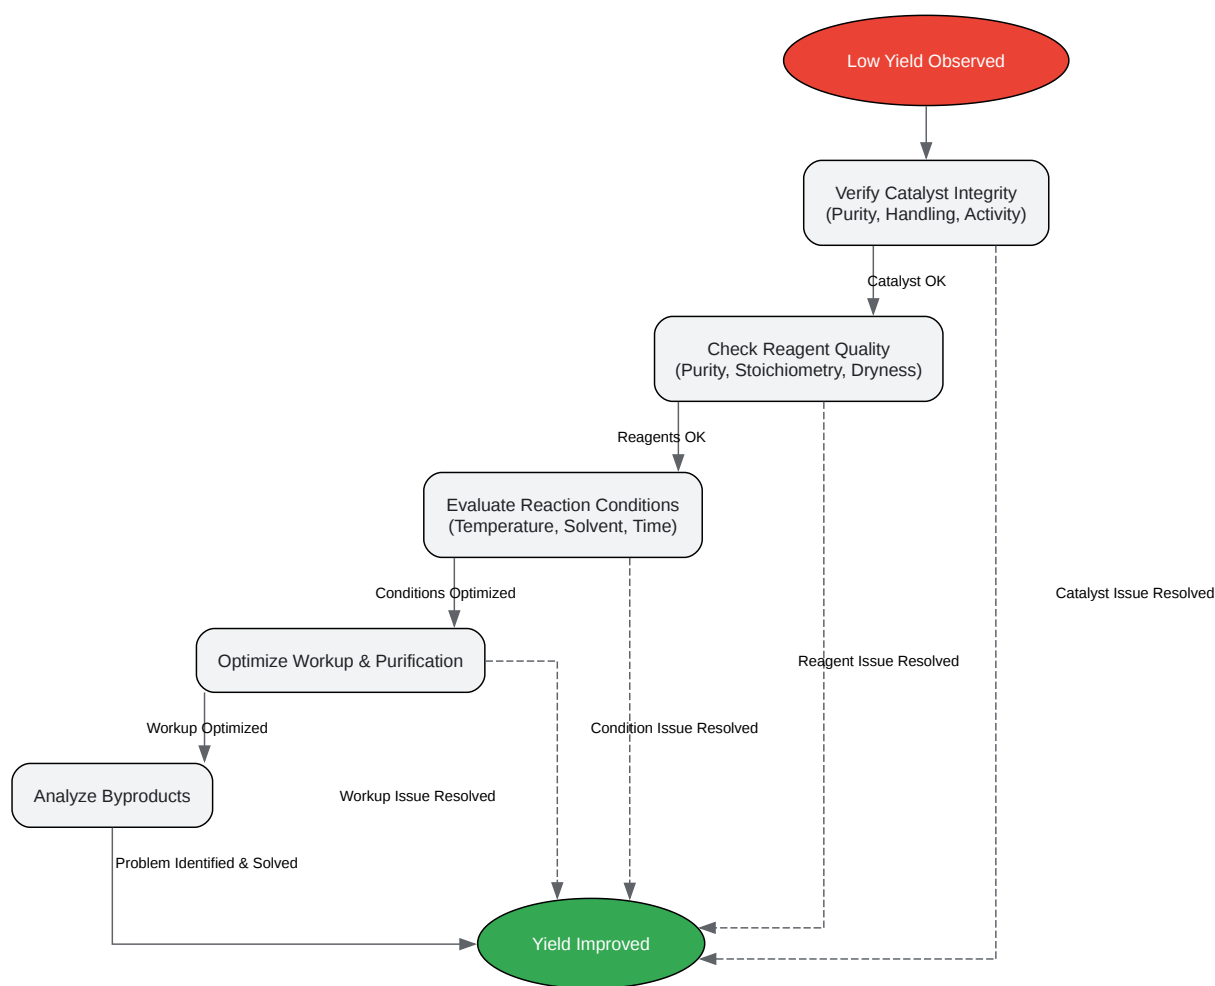 Low Yield Observed
Verify Catalyst Integrity
(Purity, Handling, Activity)
Catalyst OK
Check Reagent Quality
(Purity, Stoichiometry, Dryness)
Reagents OK
Evaluate Reaction Conditions
(Temperature, Solvent, Time)
Conditions Optimized
Catalyst Issue Resolved
Optimize Workup & Purification
Reagent Issue Resolved
Workup Optimized
Condition Issue Resolved
Analyze Byproducts
Workup Issue Resolved
Problem Identified & Solved
Yield Improved